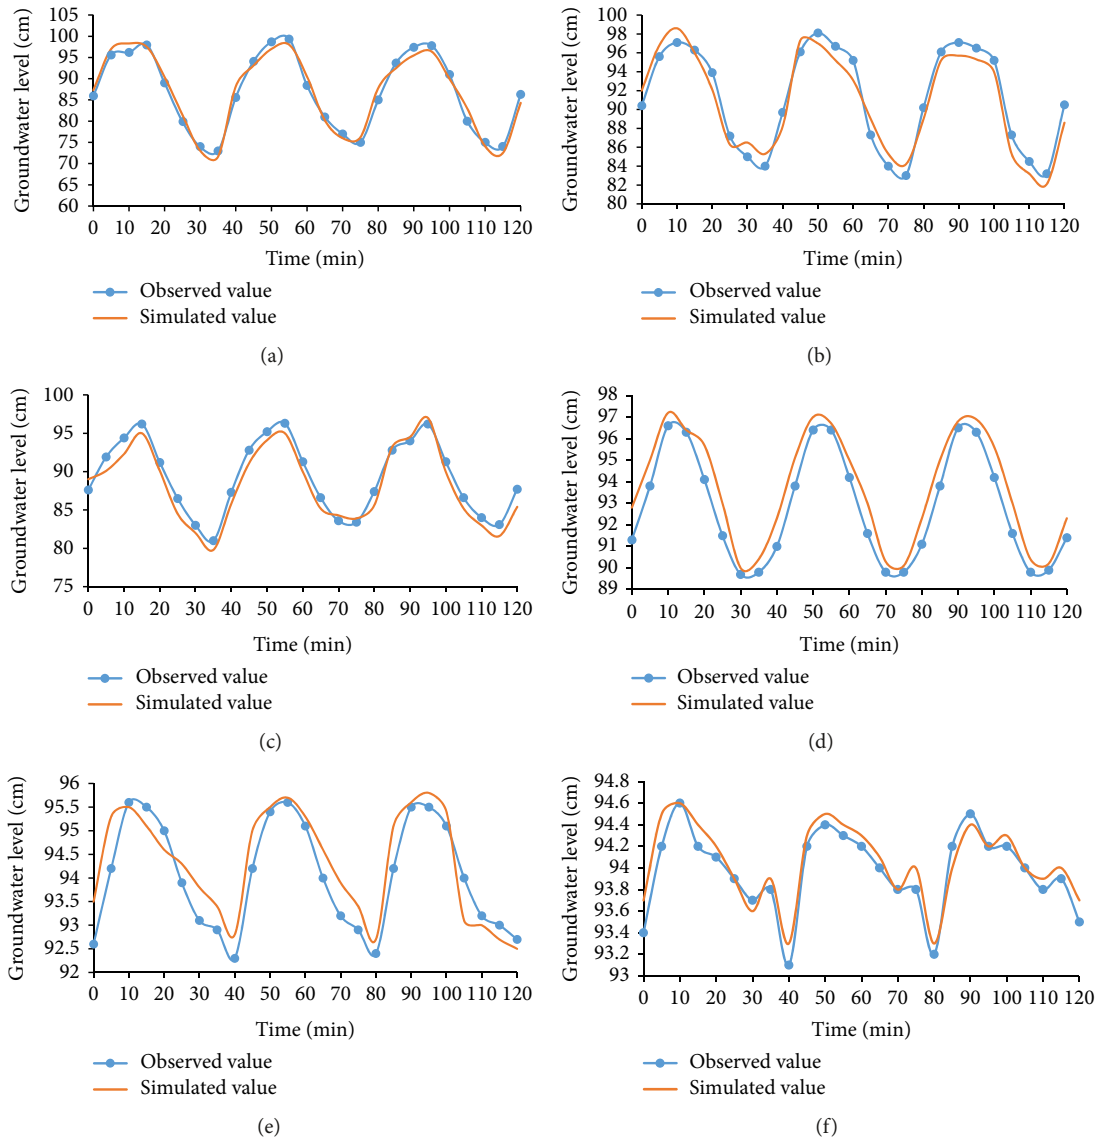 105
100
95
90
85
80
75
70
65
60
Groundwater level (cm)
0 10 20 30 40 50 60 70 80 90 100 110 120
Time (min)
Observed value
Simulated value
(a)
100
98
96
94
92
90
88
86
84
82
80
Groundwater level (cm)
0 10 20 30 40 50 60 70 80 90 100 110 120
Time (min)
Observed value
Simulated value
(b)
100
95
90
85
80
75
Groundwater level (cm)
0 10 20 30 40 50 60 70 80 90 100 110 120
Time (min)
Observed value
Simulated value
(c)
98
97
96
95
94
93
92
91
90
89
Groundwater level (cm)
0 10 20 30 40 50 60 70 80 90 100 110 120
Time (min)
Observed value
Simulated value
(d)
96
95.5
95
94.5
94
93.5
93
92.5
92
Groundwater level (cm)
0 10 20 30 40 50 60 70 80 90 100 110 120
Time (min)
Observed value
Simulated value
(e)
94.8
94.6
94.4
94.2
94
93.8
93.6
93.4
93.2
93
Groundwater level (cm)
0 10 20 30 40 50 60 70 80 90 100 110 120
Time (min)
Observed value
Simulated value
(f)